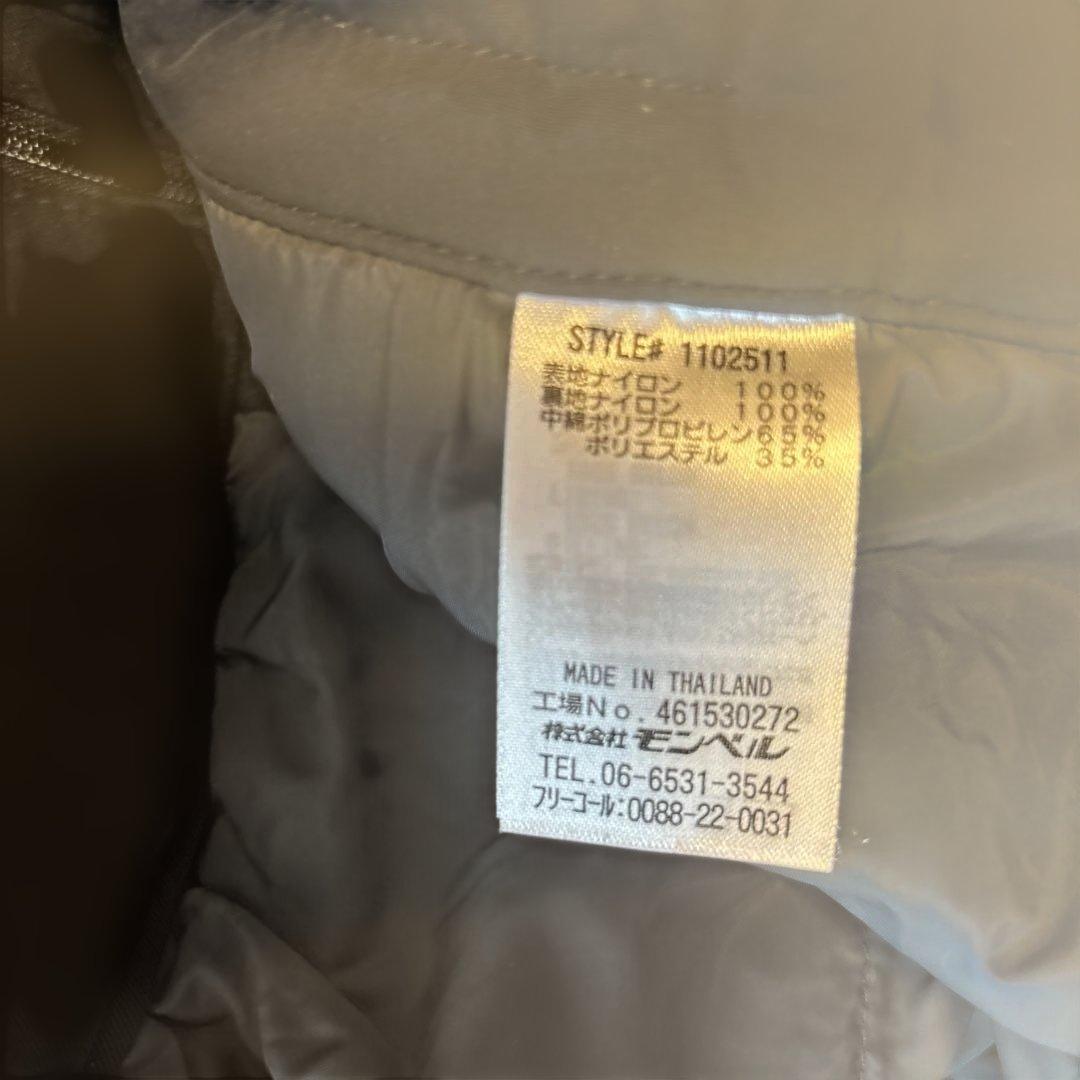 STYLE# 1102511
表地ナイロン 100%
裏地ナイロン 100%
中綿ポリプロピレン65%
ポリエステル 35%
MADE IN THAILAND
工場No. 461530272
株式会社モンベル
TEL.06-6531-3544
フリーコール:0088-22-0031